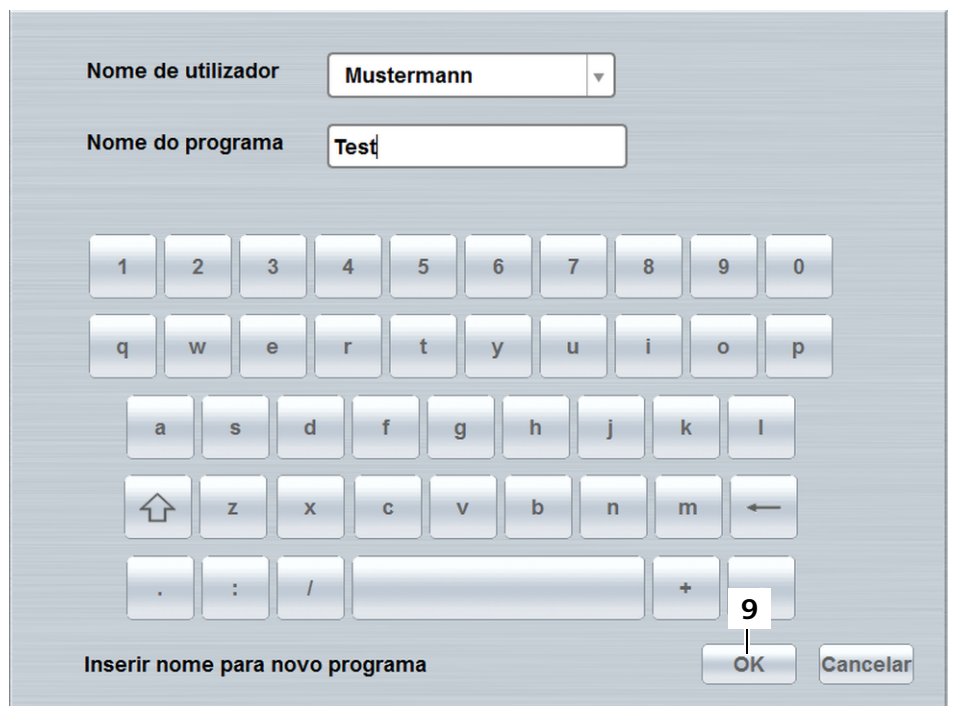 Nome de utilizador Mustermann
Nome do programa Test
1 2 3 4 5 6 7 8 9 0
q w e r t y u i o p
a s d f g h j k l
z x c v b n m
. : / +
9
Inserir nome para novo programa OK Cancelar